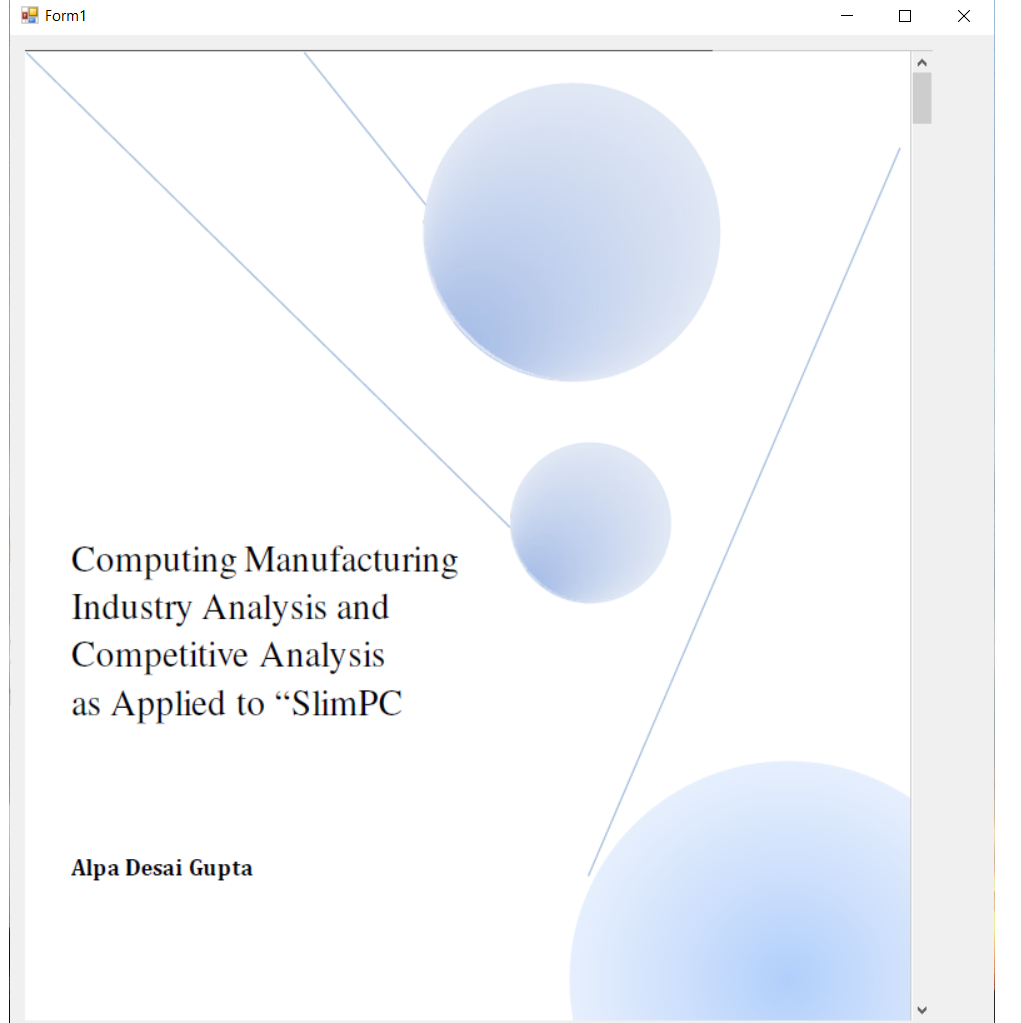 Form1
Computing Manufacturing
Industry Analysis and
Competitive Analysis
as Applied to “SlimPC
Alpa Desai Gupta